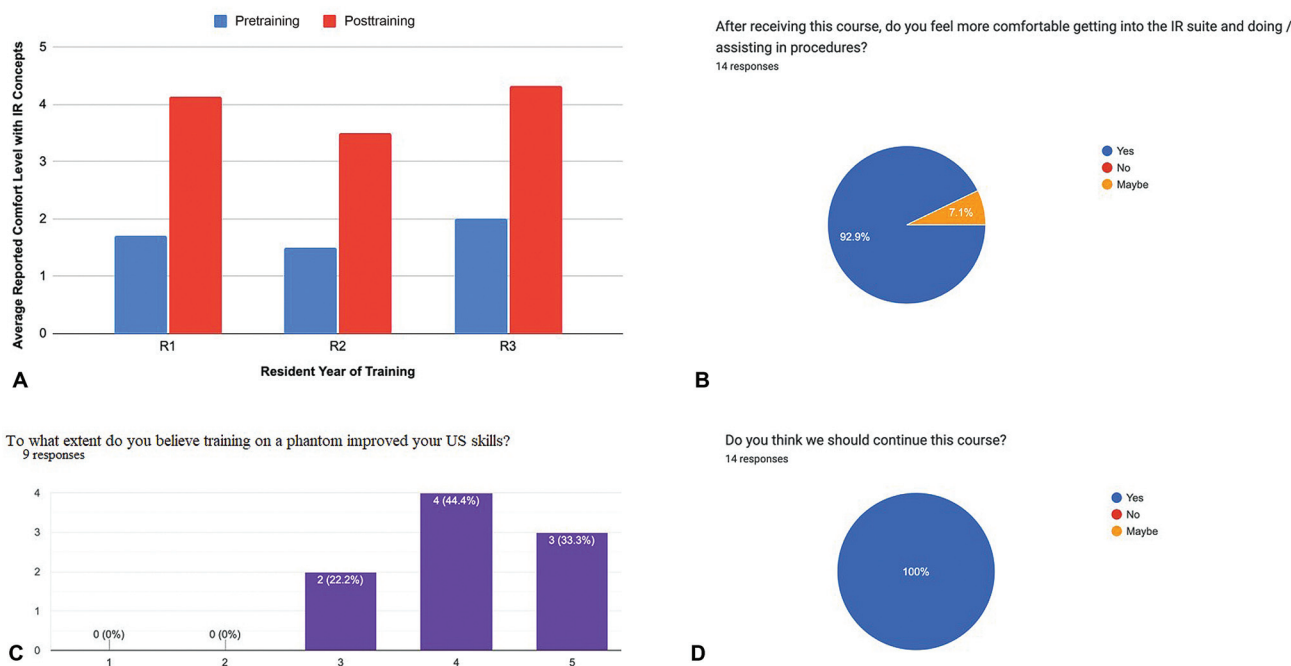 Pretraining
Posttraining
Average Reported Comfort Level with IR Concepts
5
4
3
2
1
0
R1
R2
R3
Resident Year of Training
A
After receiving this course, do you feel more comfortable getting into the IR suite and doing /
assisting in procedures?
14 responses
Yes
No
Maybe
7.1%
92.9%
B
To what extent do you believe training on a phantom improved your US skills?
9 responses
4
3
2
1
0
0 (0%)
0 (0%)
2 (22.2%)
4 (44.4%)
3 (33.3%)
1
2
3
4
5
C
Do you think we should continue this course?
14 responses
Yes
No
Maybe
100%
D